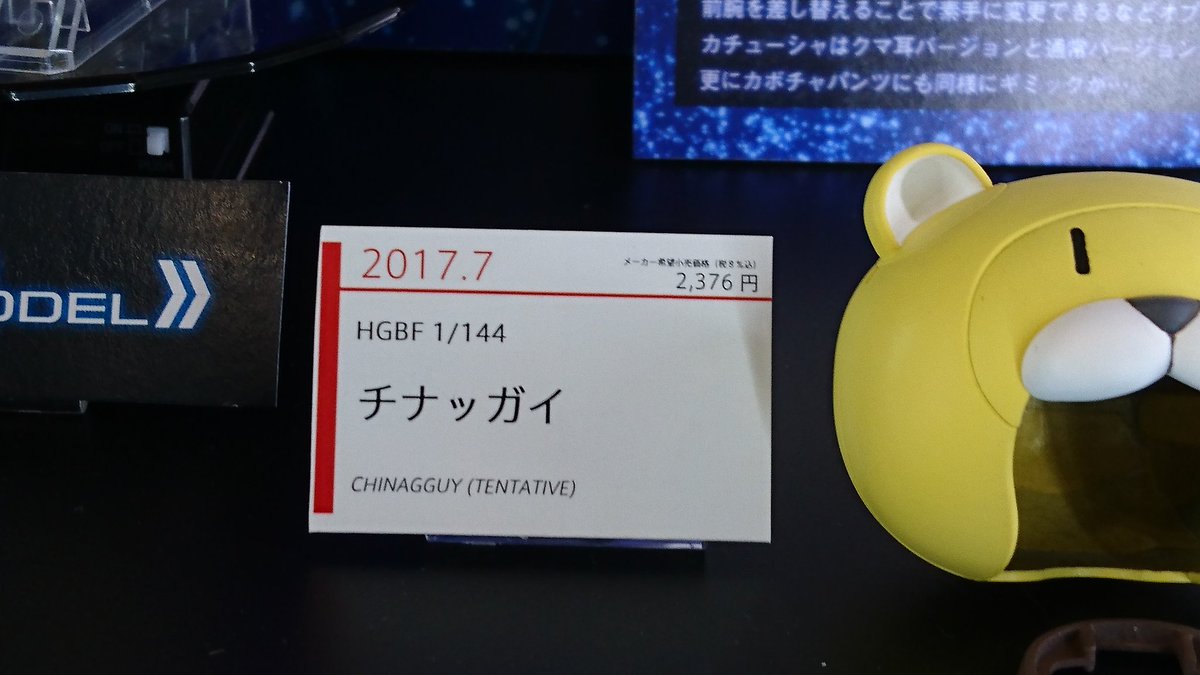 前腕を差し替えることで素手に変更できるなどオプ
カチューシャはクマ耳バージョンと通常バージョン
更にカボチャパンツにも同様にギミックが…
ODEL
2017.7
メーカー希望小売価格（税8%込）
2,376 円
HGBF 1/144
チナッガイ
CHINAGGUY (TENTATIVE)